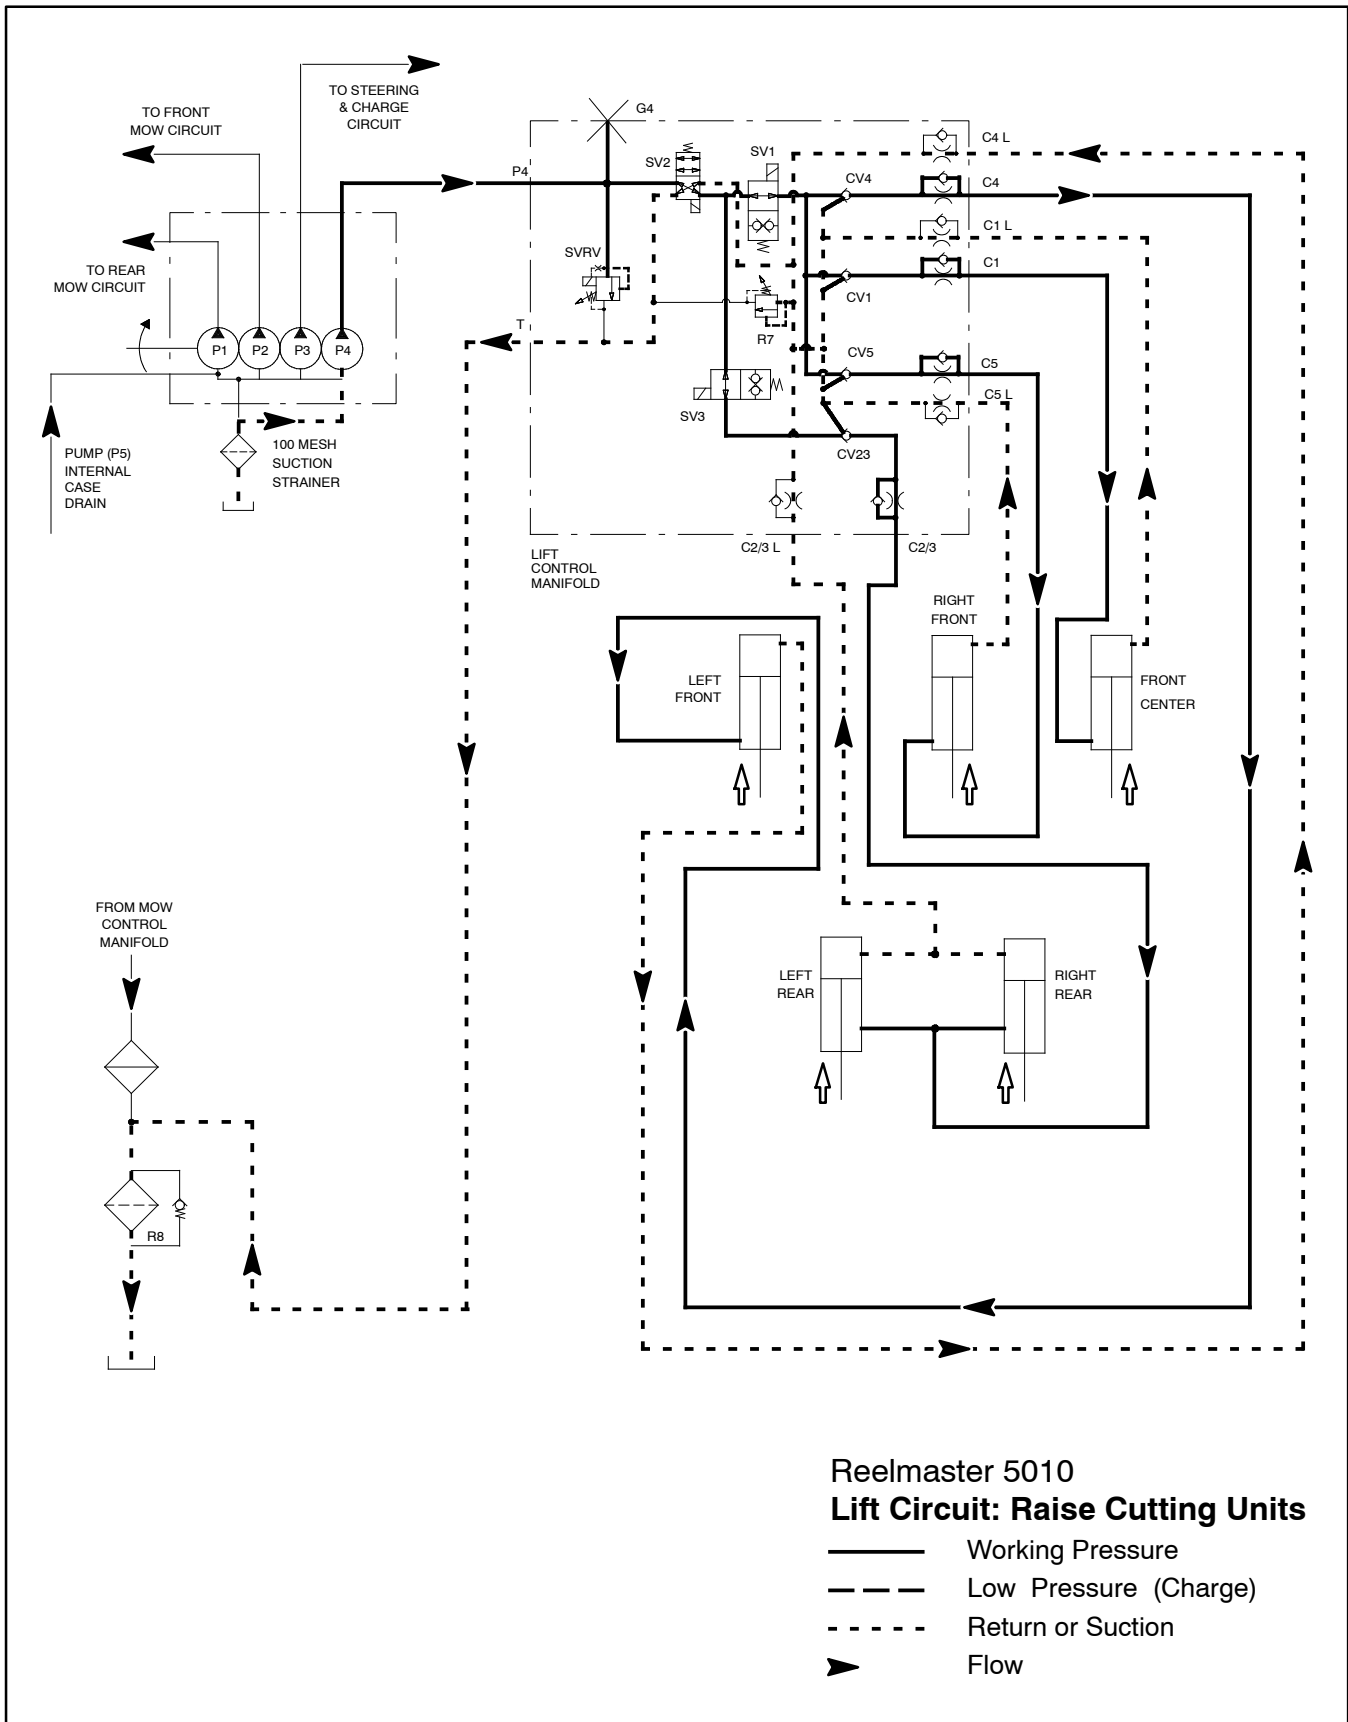 TO STEERING
& CHARGE
CIRCUIT
TO FRONT
MOW CIRCUIT
G4
SV2
SV1
C4 L
P4
CV4
C4
C1 L
SVRV
C1
TO REAR
MOW CIRCUIT
CV1
T
R7
P1
P2
P3
P4
CV5
C5
C5 L
SV3
CV23
100 MESH
SUCTION
STRAINER
PUMP (P5)
INTERNAL
CASE
DRAIN
C2/3 L
C2/3
LIFT
CONTROL
MANIFOLD
RIGHT
FRONT
LEFT
FRONT
FRONT
CENTER
FROM MOW
CONTROL
MANIFOLD
LEFT
REAR
RIGHT
REAR
R8
Reelmaster 5010
Lift Circuit: Raise Cutting Units
Working Pressure
Low Pressure (Charge)
Return or Suction
Flow